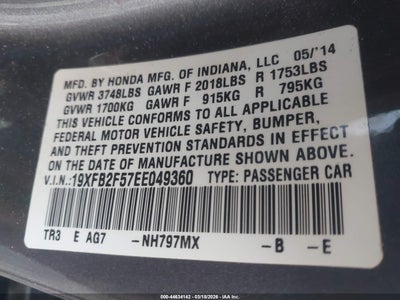 MFD. BY HONDA MFG. OF INDIANA, LLC 05/'14
GVWR 3748LBS GAWR F 2018LBS R 1753LBS
GVWR 1700KG GAWR F 915KG R 795KG
THIS VEHICLE CONFORMS TO ALL APPLICABLE
FEDERAL MOTOR VEHICLE SAFETY, BUMPER,
AND THEFT PREVENTION STANDARDS IN EFFECT
ON THE DATE OF MANUFACTURE SHOWN ABOVE.
V.I.N.: 19XFB2F57EE049360 TYPE: PASSENGER CAR
TR3 E AG7 -NH797MX -B -E
000-44634142 - 03/18/2026 - IAA, Inc.